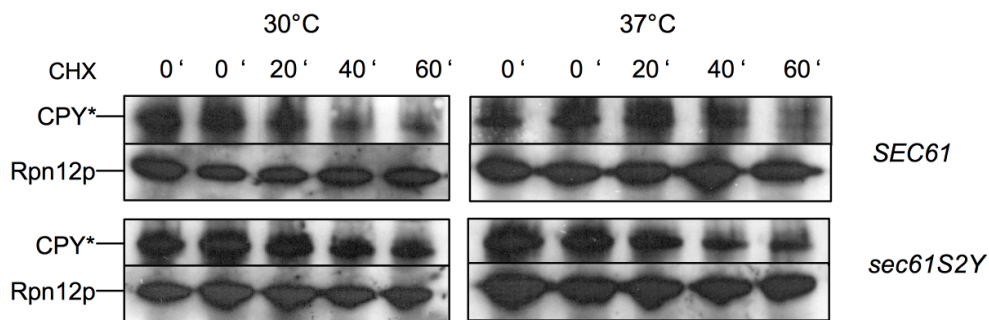 30°C 37°C
CHX 0 ‘ 0 ‘ 20 ‘ 40 ‘ 60 ‘ 0 ‘ 0 ‘ 20 ‘ 40 ‘ 60 ‘
CPY*
SEC61
Rpn12p
CPY*
sec61S2Y
Rpn12p